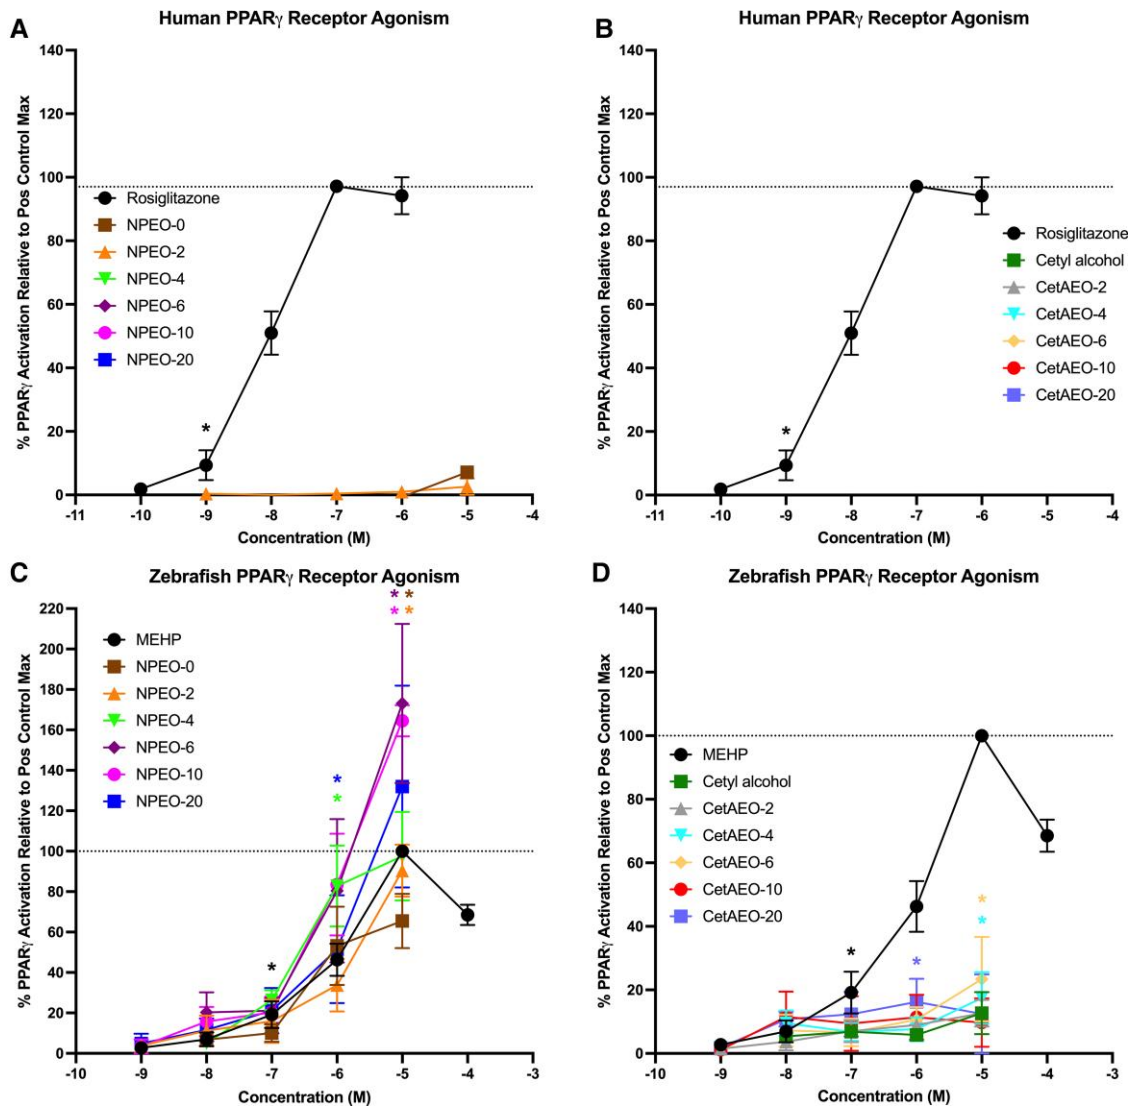 A
Human PPARγ Receptor Agonism
% PPARγ Activation Relative to Pos Control Max
140
120
100
80
60
40
20
0
Rosiglitazone
NPEO-0
NPEO-2
NPEO-4
NPEO-6
NPEO-10
NPEO-20
*
-11 -10 -9 -8 -7 -6 -5 -4
Concentration (M)
B
Human PPARγ Receptor Agonism
% PPARγ Activation Relative to Pos Control Max
140
120
100
80
60
40
20
0
Rosiglitazone
Cetyl alcohol
CetAEO-2
CetAEO-4
CetAEO-6
CetAEO-10
CetAEO-20
*
-11 -10 -9 -8 -7 -6 -5 -4
Concentration (M)
C
Zebrafish PPARγ Receptor Agonism
% PPARγ Activation Relative to Pos Control Max
220
200
180
160
140
120
100
80
60
40
20
0
* *
* *
MEHP
NPEO-0
NPEO-2
NPEO-4
NPEO-6
NPEO-10
NPEO-20
*
*
*
-10 -9 -8 -7 -6 -5 -4 -3
Concentration (M)
D
Zebrafish PPARγ Receptor Agonism
% PPARγ Activation Relative to Pos Control Max
140
120
100
80
60
40
20
0
MEHP
Cetyl alcohol
CetAEO-2
CetAEO-4
CetAEO-6
CetAEO-10
CetAEO-20
*
*
*
*
-10 -9 -8 -7 -6 -5 -4 -3
Concentration (M)